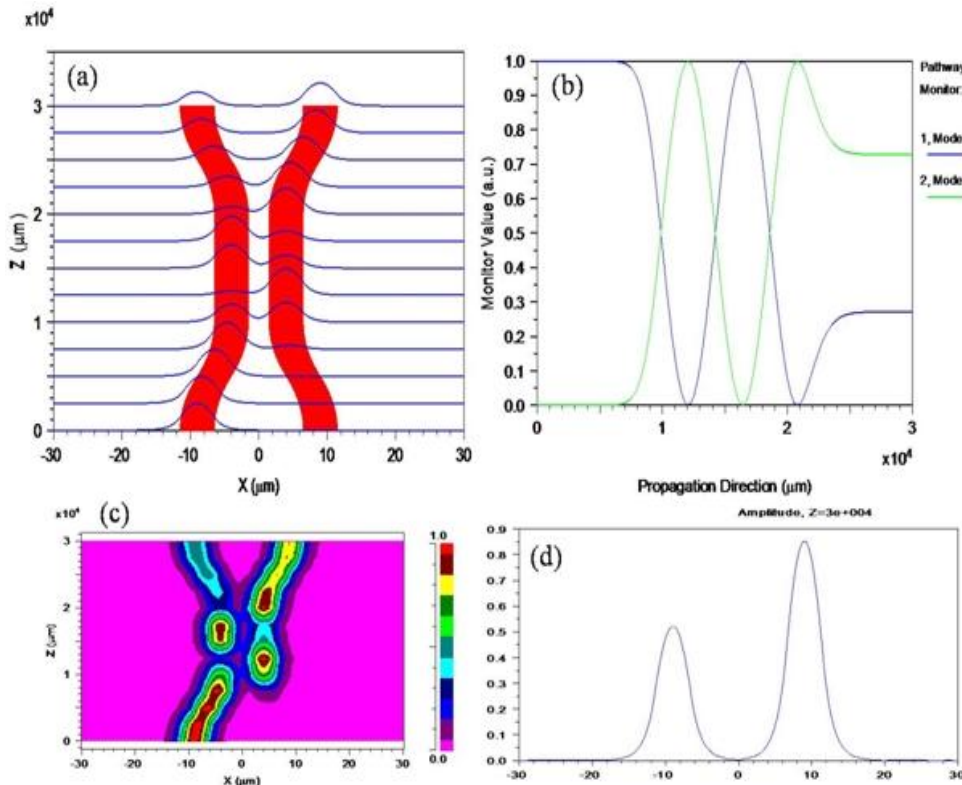 x10⁴
(a)
3
2
1
0
Z (μm)
-30 -20 -10 0 10 20 30
X (μm)
(b)
1.0
0.9
0.8
0.7
0.6
0.5
0.4
0.3
0.2
0.1
0.0
Monitor Value (a.u.)
0 1 2 3
x10⁴
Propagation Direction (μm)
Pathway
Monitor:
1, Mode
2, Mode
x10⁴
(c)
3
2
1
0
Z (μm)
-30 -20 -10 0 10 20 30
X (μm)
1.0
0.0
Amplitude, Z=3e+004
(d)
0.9
0.8
0.7
0.6
0.5
0.4
0.3
0.2
0.1
0
-30 -20 -10 0 10 20 30